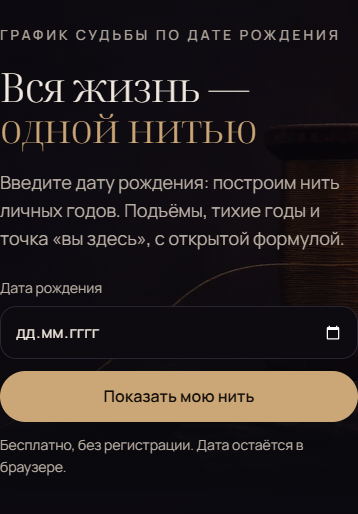 ГРАФИК СУДЬБЫ ПО ДАТЕ РОЖДЕНИЯ
Вся жизнь —
одной нитью
Введите дату рождения: построим нить
личных годов. Подъёмы, тихие годы и
точка «вы здесь», с открытой формулой.
Дата рождения
ДД.ММ.ГГГГ
Показать мою нить
Бесплатно, без регистрации. Дата остаётся в
браузере.